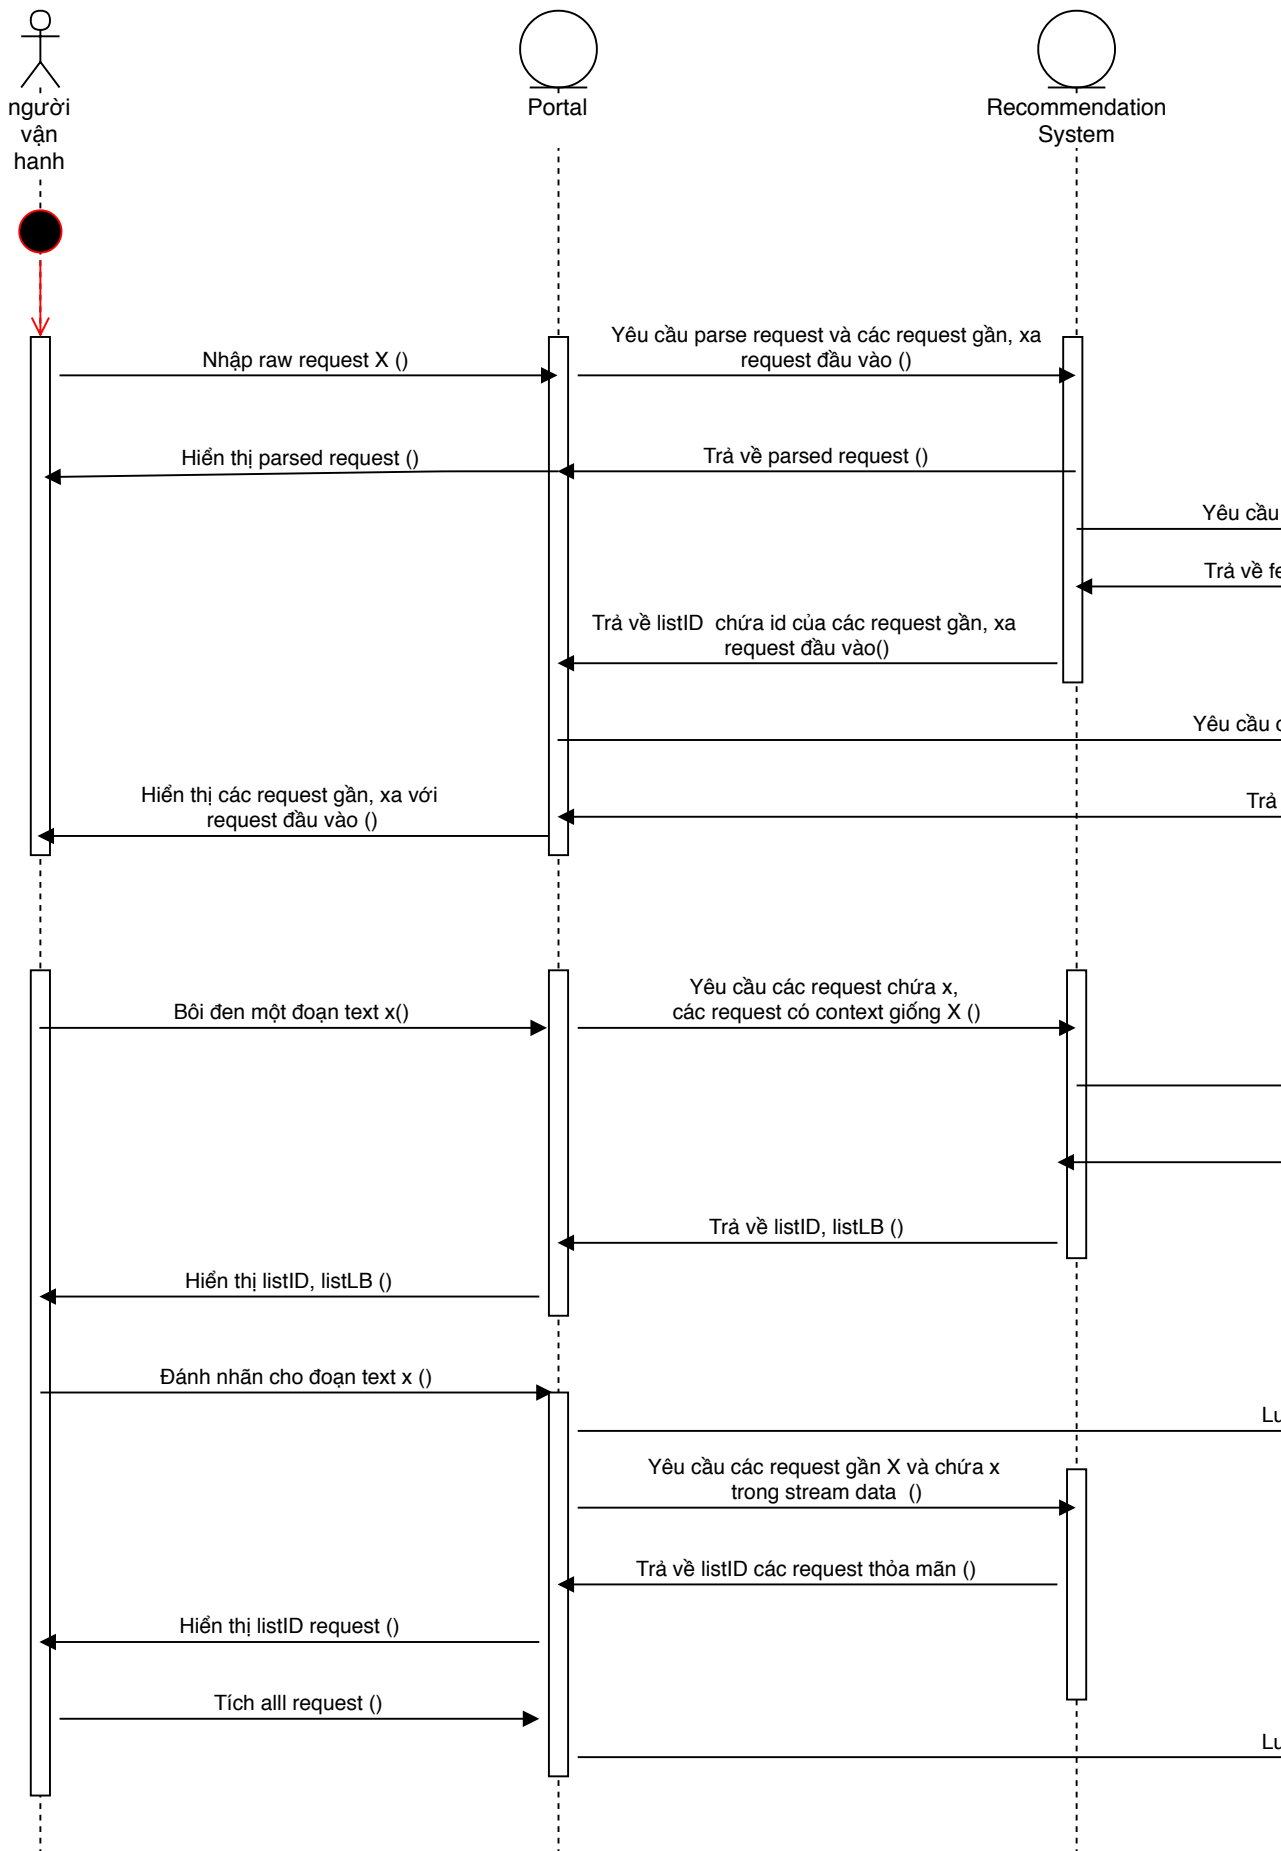 người
vận
hanh
Portal
Recommendation
System
Nhập raw request X ()
Yêu cầu parse request và các request gần, xa
request đầu vào ()
Hiển thị parsed request ()
Trả về parsed request ()
Yêu cầu
Trả về fe
Trả về listID  chứa id của các request gần, xa
request đầu vào()
Yêu cầu c
Hiển thị các request gần, xa với
request đầu vào ()
Trả
Bôi đen một đoạn text x()
Yêu cầu các request chứa x,
các request có context giống X ()
Trả về listID, listLB ()
Hiển thị listID, listLB ()
Đánh nhãn cho đoạn text x ()
Lu
Yêu cầu các request gần X và chứa x
trong stream data  ()
Trả về listID các request thỏa mãn ()
Hiển thị listID request ()
Tích alll request ()
Lu